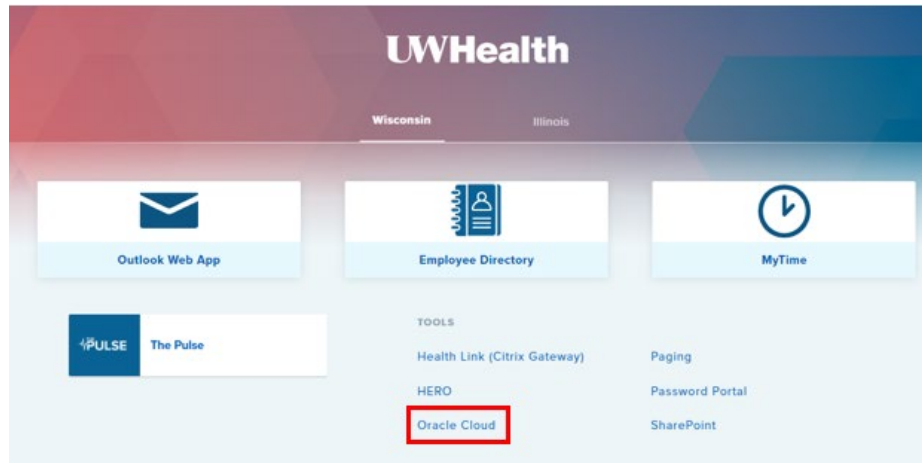 UWHealth
Wisconsin Illinois
Outlook Web App Employee Directory MyTime
TOOLS
PULSE The Pulse
Health Link (Citrix Gateway) Paging
HERO Password Portal
Oracle Cloud SharePoint